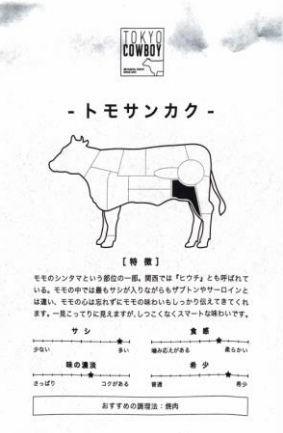 TOKYO
COWBOY
- トモサンカク -
[ 特 徴 ]
モモのシンタマという部位の一部。関西では『ヒウチ』とも呼ばれて
いる。モモの中では最もサシが入りながらもザブトンやサーロインと
は違い、モモの心は忘れずにモモの味わいもしっかり伝えてきてくれ
ます。一見こってりに見えますが、しつこくなくスマートな味わいです。
サ シ
少ない 多い
食 感
噛み応えがある 柔らかい
味の濃淡
さっぱり コクがある
希 少
普通 希少
おすすめの調理法：焼肉